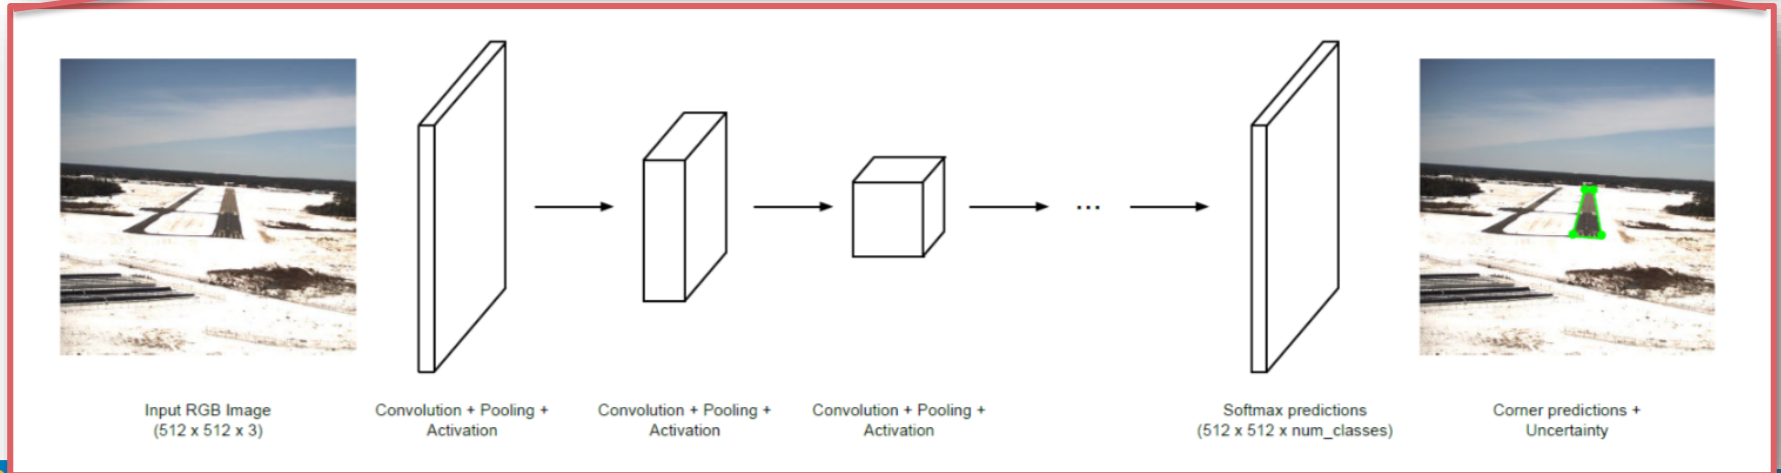 ...
Input RGB Image
(512 x 512 x 3)
Convolution + Pooling +
Activation
Convolution + Pooling +
Activation
Convolution + Pooling +
Activation
Softmax predictions
(512 x 512 x num_classes)
Corner predictions +
Uncertainty